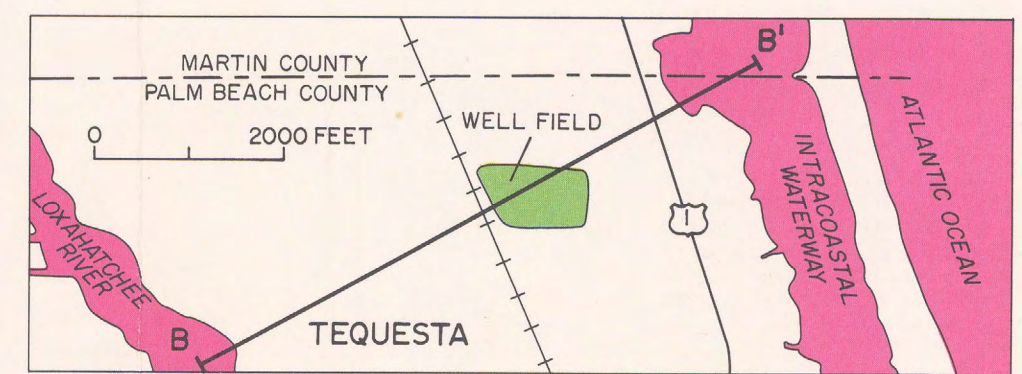 MARTIN COUNTY
PALM BEACH COUNTY
0 2000 FEET
WELL FIELD
B'
1
ATLANTIC OCEAN
INTRACOASTAL
WATERWAY
LOXAHATCHEE
RIVER
B
TEQUESTA